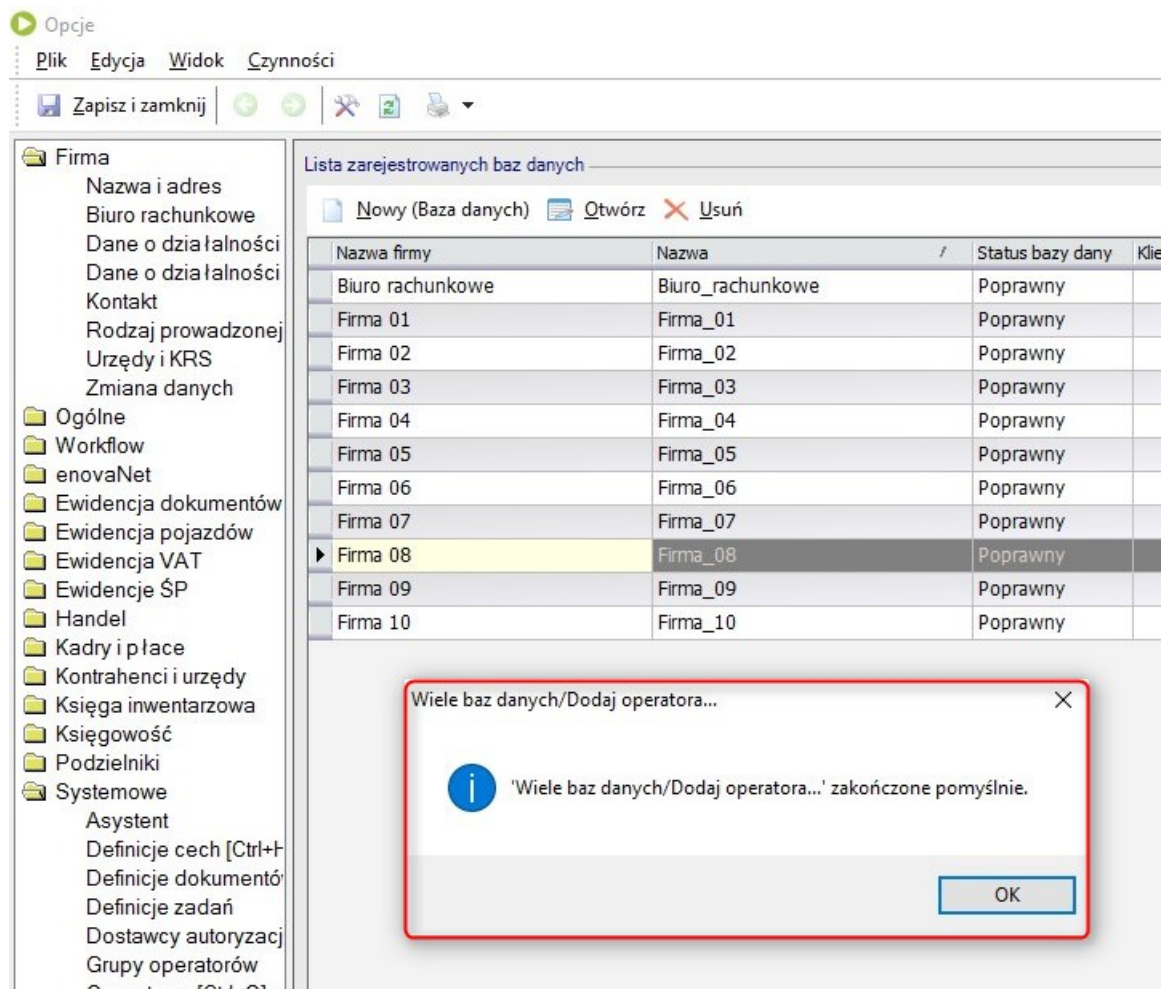 Opcje
Plik Edycja Widok Czynności
Zapisz i zamknij
Firma
Nazwa i adres
Biuro rachunkowe
Dane o działalności
Dane o działalności
Kontakt
Rodzaj prowadzonej
Urzędy i KRS
Zmiana danych
Ogólne
Workflow
enovaNet
Ewidencja dokumentów
Ewidencja pojazdów
Ewidencja VAT
Ewidencje ŚP
Handel
Kadry i płace
Kontrahenci i urzędy
Księga inwentarzowa
Księgowość
Podzielniki
Systemowe
Asystent
Definicje cech [Ctrl+H
Definicje dokumentó
Definicje zadań
Dostawcy autoryzacj
Grupy operatorów
Lista zarejestrowanych baz danych
Nowy (Baza danych) Otwórz Usuń
Nazwa firmy Nazwa / Status bazy dany Klie
Biuro rachunkowe Biuro_rachunkowe Poprawny
Firma 01 Firma_01 Poprawny
Firma 02 Firma_02 Poprawny
Firma 03 Firma_03 Poprawny
Firma 04 Firma_04 Poprawny
Firma 05 Firma_05 Poprawny
Firma 06 Firma_06 Poprawny
Firma 07 Firma_07 Poprawny
Firma 08 Firma_08 Poprawny
Firma 09 Firma_09 Poprawny
Firma 10 Firma_10 Poprawny
Wiele baz danych/Dodaj operatora...
'Wiele baz danych/Dodaj operatora...' zakończone pomyślnie.
OK